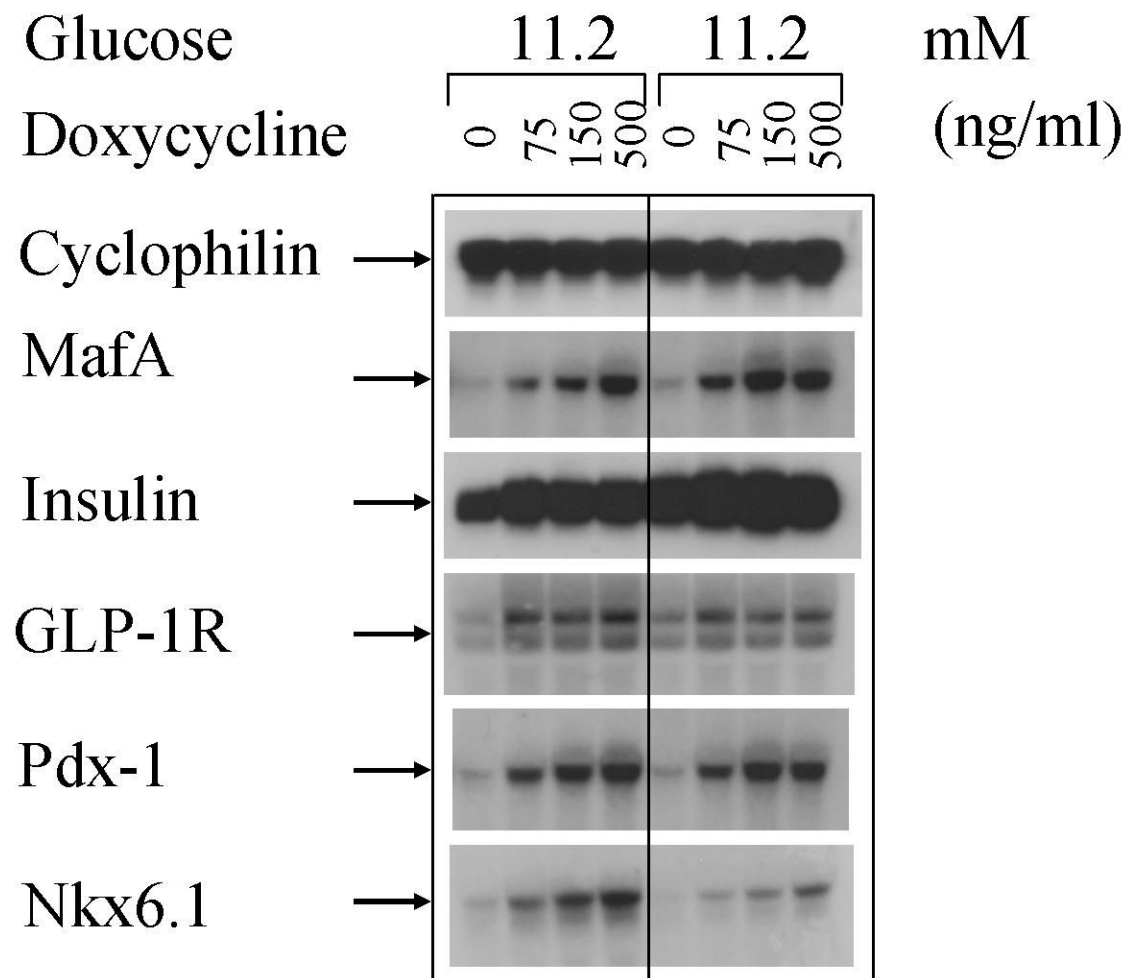 Glucose 11.2 11.2 mM
Doxycycline 0 75 150 500 0 75 150 500 (ng/ml)
Cyclophilin
MafA
Insulin
GLP-1R
Pdx-1
Nkx6.1